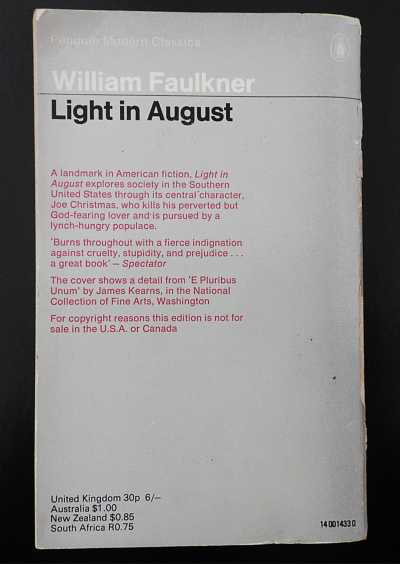 Penguin Modern Classics
William Faulkner
Light in August
A landmark in American fiction, Light in
August explores society in the Southern
United States through its central character,
Joe Christmas, who kills his perverted but
God-fearing lover and is pursued by a
lynch-hungry populace.
'Burns throughout with a fierce indignation
against cruelty, stupidity, and prejudice . . .
a great book' – Spectator
The cover shows a detail from 'E Pluribus
Unum' by James Kearns, in the National
Collection of Fine Arts, Washington
For copyright reasons this edition is not for
sale in the U.S.A. or Canada
United Kingdom 30p 6/–
Australia $1.00
New Zealand $0.85
South Africa R0.75
14 001433 0